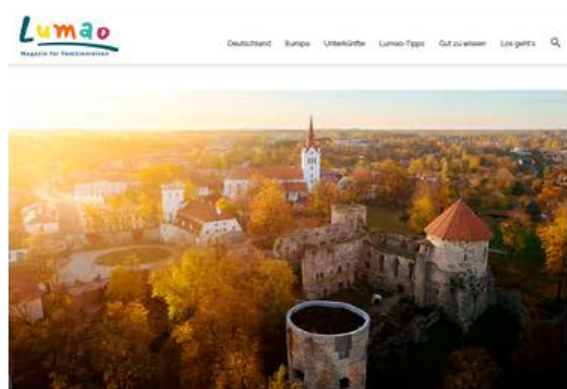 Lumao
Magazin für Familienreisen
Deutschland Europa Unterkünfte Lumao-Tipps Gut zu wissen Los geht's